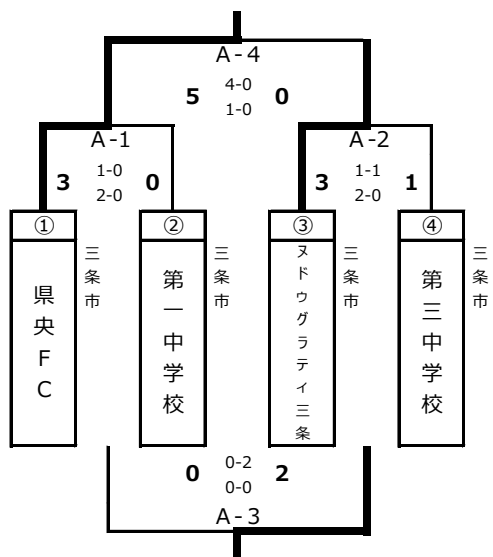 A-4
5 4-0 0
1-0
A-1 A-2
3 1-0 0 3 1-1 1
2-0 2-0
① ② ③ ④
県央FC
三条市
第一中学校
三条市
ヌドゥグラティイ三条
三条市
第三中学校
三条市
0 0-2 2
0-0
A-3